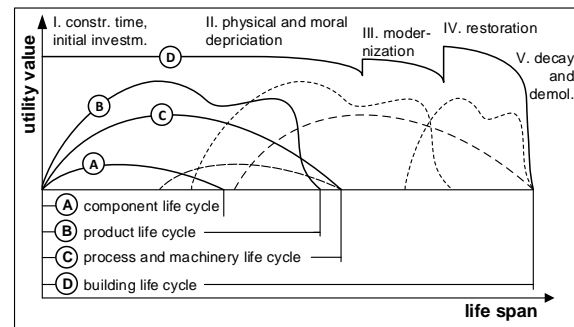 I. constr. time,
initial investm.
II. physical and moral
depriciation
III. moder-
nization
IV. restoration
V. decay
and
demol.
utility value
D
B
C
A
A component life cycle
B product life cycle
C process and machinery life cycle
D building life cycle
life span